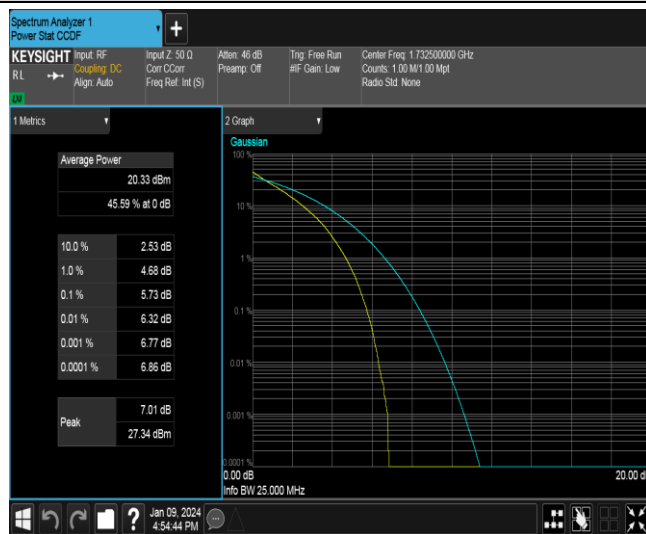 Spectrum Analyzer 1
Power Stat CCDF
KEYSIGHT
RL
Input: RF
Coupling: DC
Align: Auto
Input Z: 50 Ω
Corr CCorr
Freq Ref: Int (S)
Atten: 46 dB
Preamp: Off
Trig: Free Run
#IF Gain: Low
Center Freq: 1.732500000 GHz
Counts: 1.00 M/1.00 Mpt
Radio Std: None
1 Metrics
Average Power
20.33 dBm
45.59 % at 0 dB
10.0 % 2.53 dB
1.0 % 4.68 dB
0.1 % 5.73 dB
0.01 % 6.32 dB
0.001 % 6.77 dB
0.0001 % 6.86 dB
Peak
7.01 dB
27.34 dBm
2 Graph
Gaussian
100 %
10 %
1 %
0.1 %
0.01 %
0.001 %
0.0001 %
0.00 dB
20.00 d
Info BW 25.000 MHz
?
Jan 09, 2024
4:54:44 PM